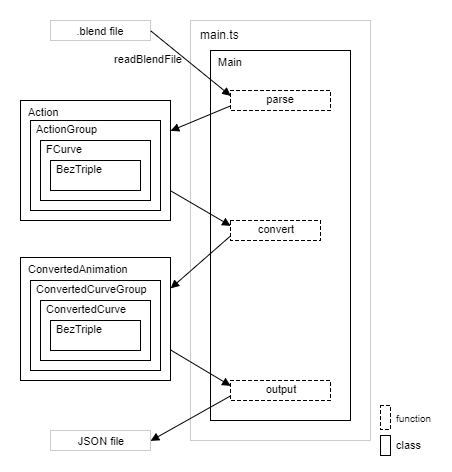 .blend file
main.ts
readBlendFile
Main
parse
Action
ActionGroup
FCurve
BezTriple
convert
ConvertedAnimation
ConvertedCurveGroup
ConvertedCurve
BezTriple
output
JSON file
function
class